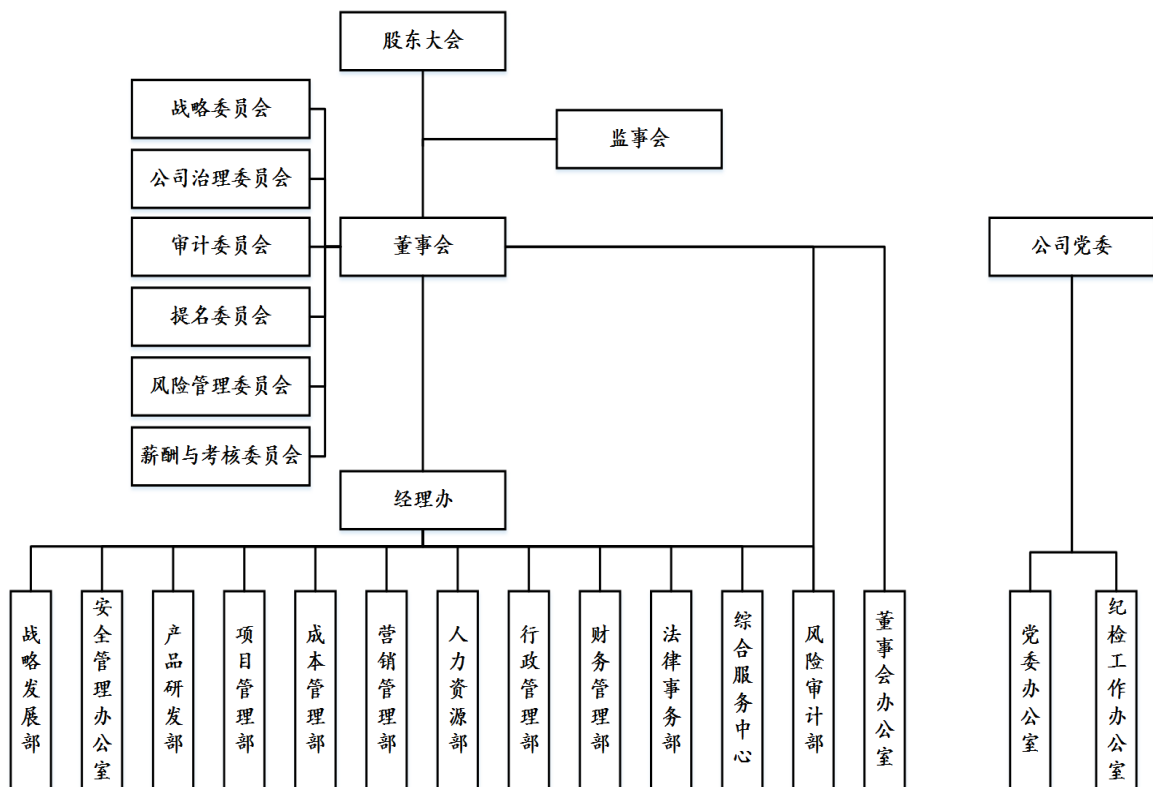 股东大会
战略委员会
监事会
公司治理委员会
审计委员会
董事会
公司党委
提名委员会
风险管理委员会
薪酬与考核委员会
经理办
战略发展部
安全管理办公室
产品研发部
项目管理部
成本管理部
营销管理部
人力资源部
行政管理部
财务管理部
法律事务部
综合服务中心
风险审计部
董事会办公室
党委办公室
纪检工作办公室